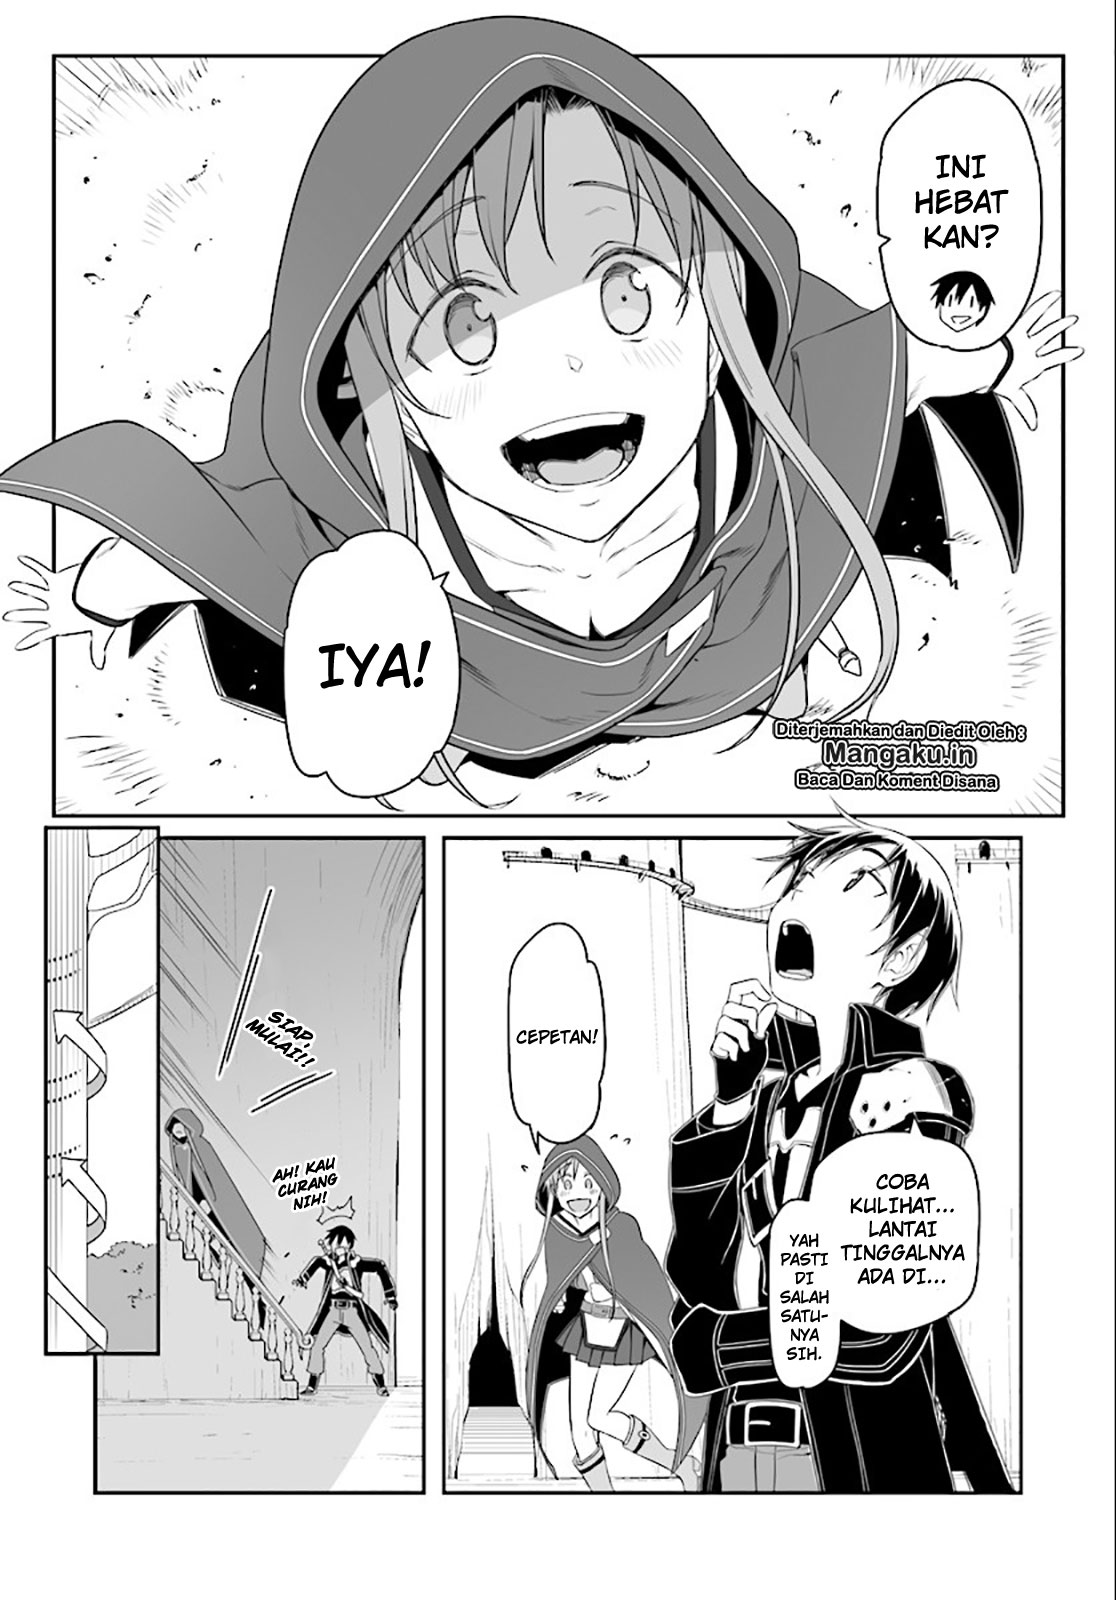 INI
HEBAT
KAN?
IYA!
Diterjemahkan dan Diedit Oleh :
Mangaku.in
Baca Dan Koment Disana
CEPETAN!
COBA
KULIHAT...
LANTAI
TINGGALNYA
ADA DI...
YAH
PASTI
DI
SALAH
SATU-
NYA
SIH.
SIAP,
MULAI!!
AH! KAU
CURANG
NIH!